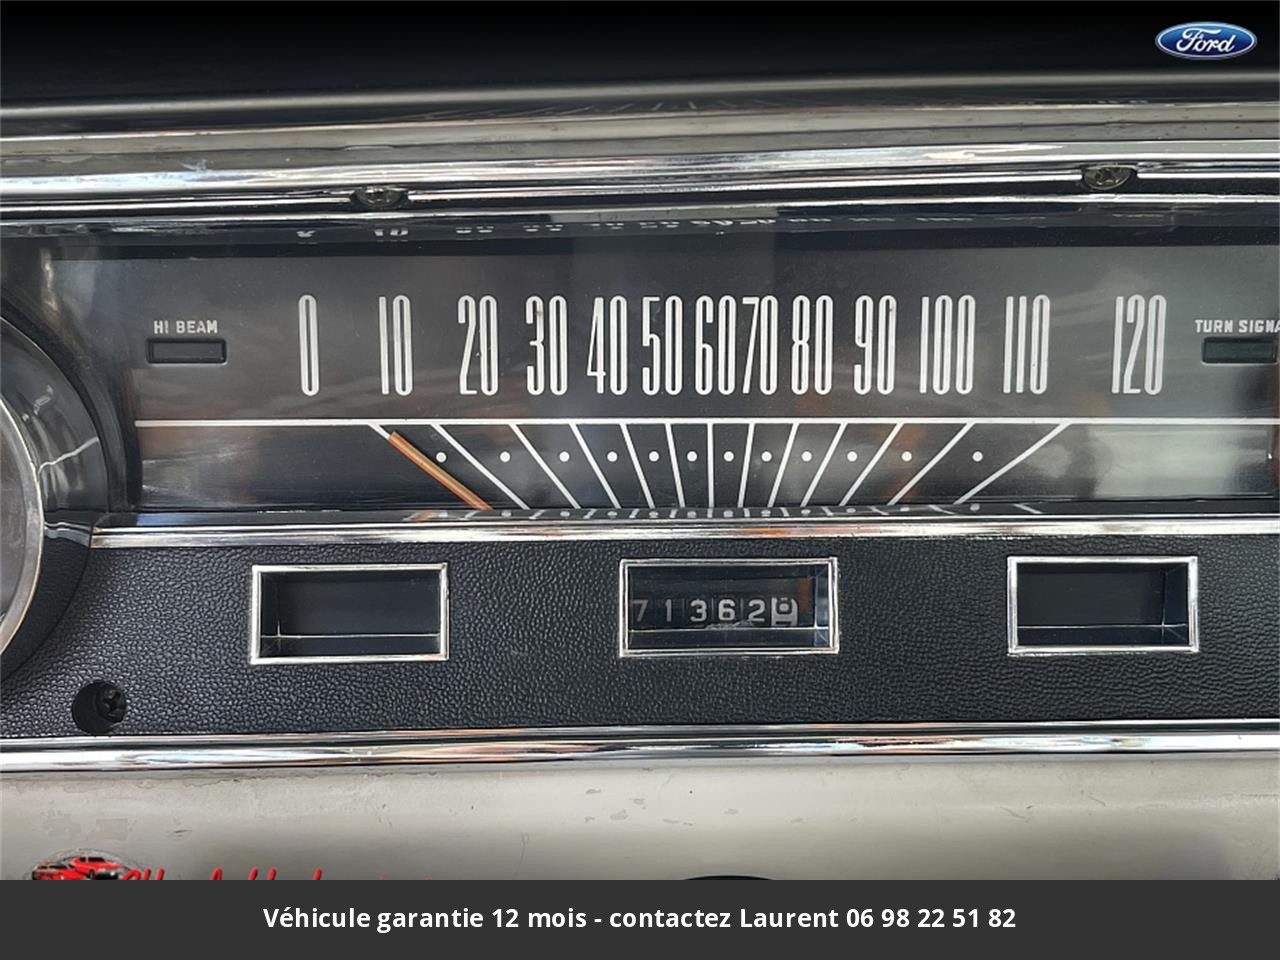 Ford
HI BEAM
0 10 20 30 40 50 60 70 80 90 100 110 120
TURN SIGNA
71362
Véhicule garantie 12 mois - contactez Laurent 06 98 22 51 82